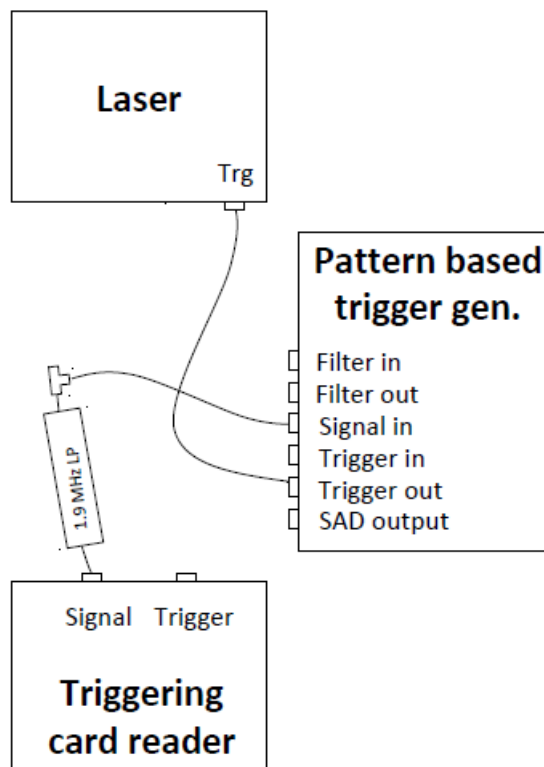 Laser
Trg
Pattern based
trigger gen.
Filter in
Filter out
Signal in
Trigger in
Trigger out
SAD output
1.9 MHz LP
Signal Trigger
Triggering
card reader